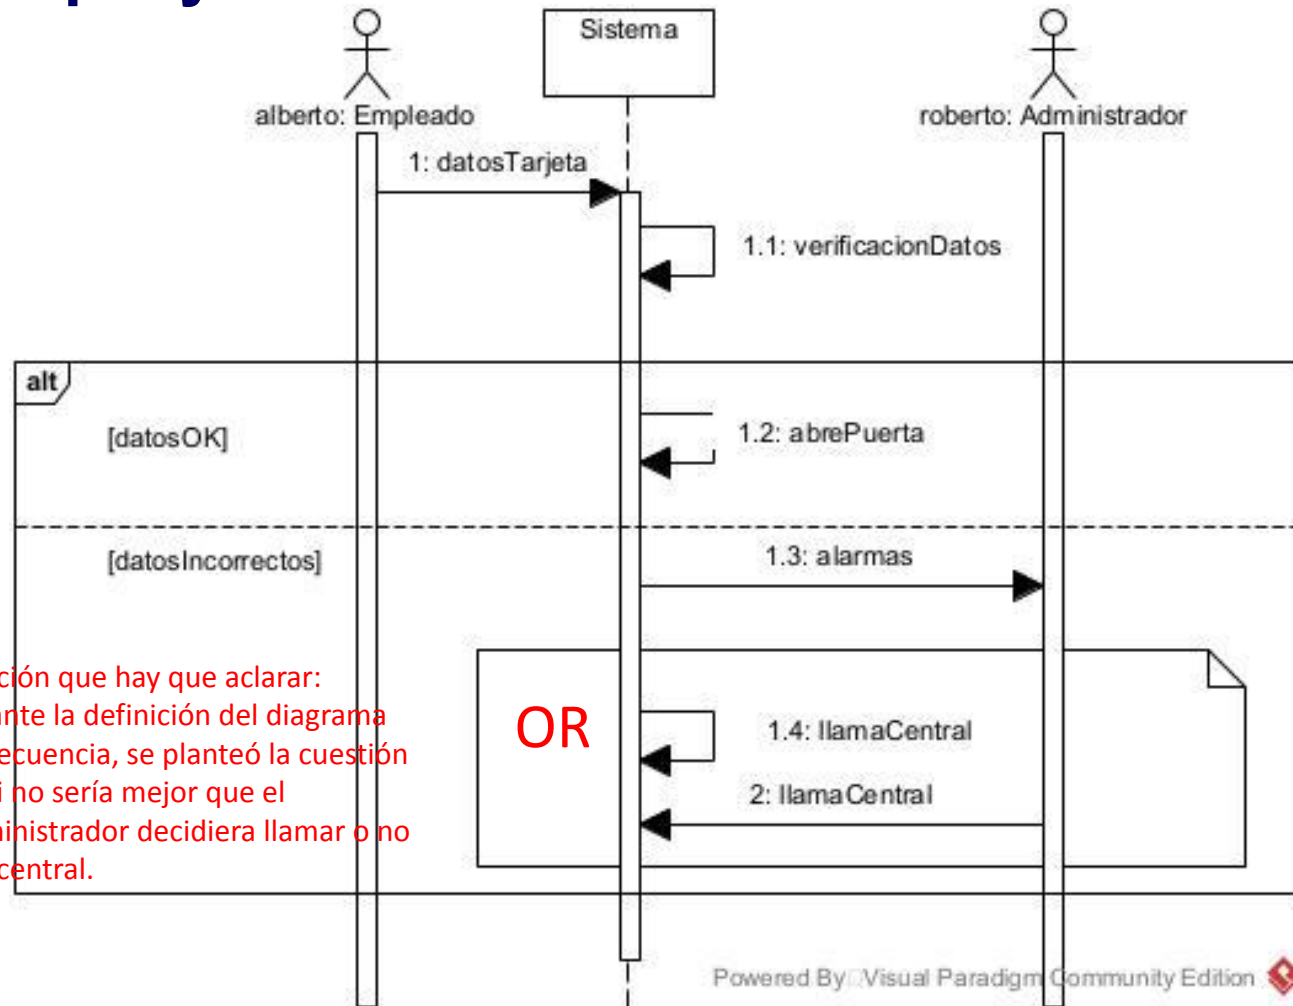 Sistema
alberto: Empleado
roberto: Administrador
1: datosTarjeta
1.1: verificacionDatos
alt
[datosOK]
1.2: abrePuerta
[datosIncorrectos]
1.3: alarmas
ción que hay que aclarar:
ante la definición del diagrama
ecuencia, se planteó la cuestión
i no sería mejor que el
ministrador decidiera llamar o no
central.
OR
1.4: llamaCentral
2: llamaCentral
Powered By Visual Paradigm Community Edition